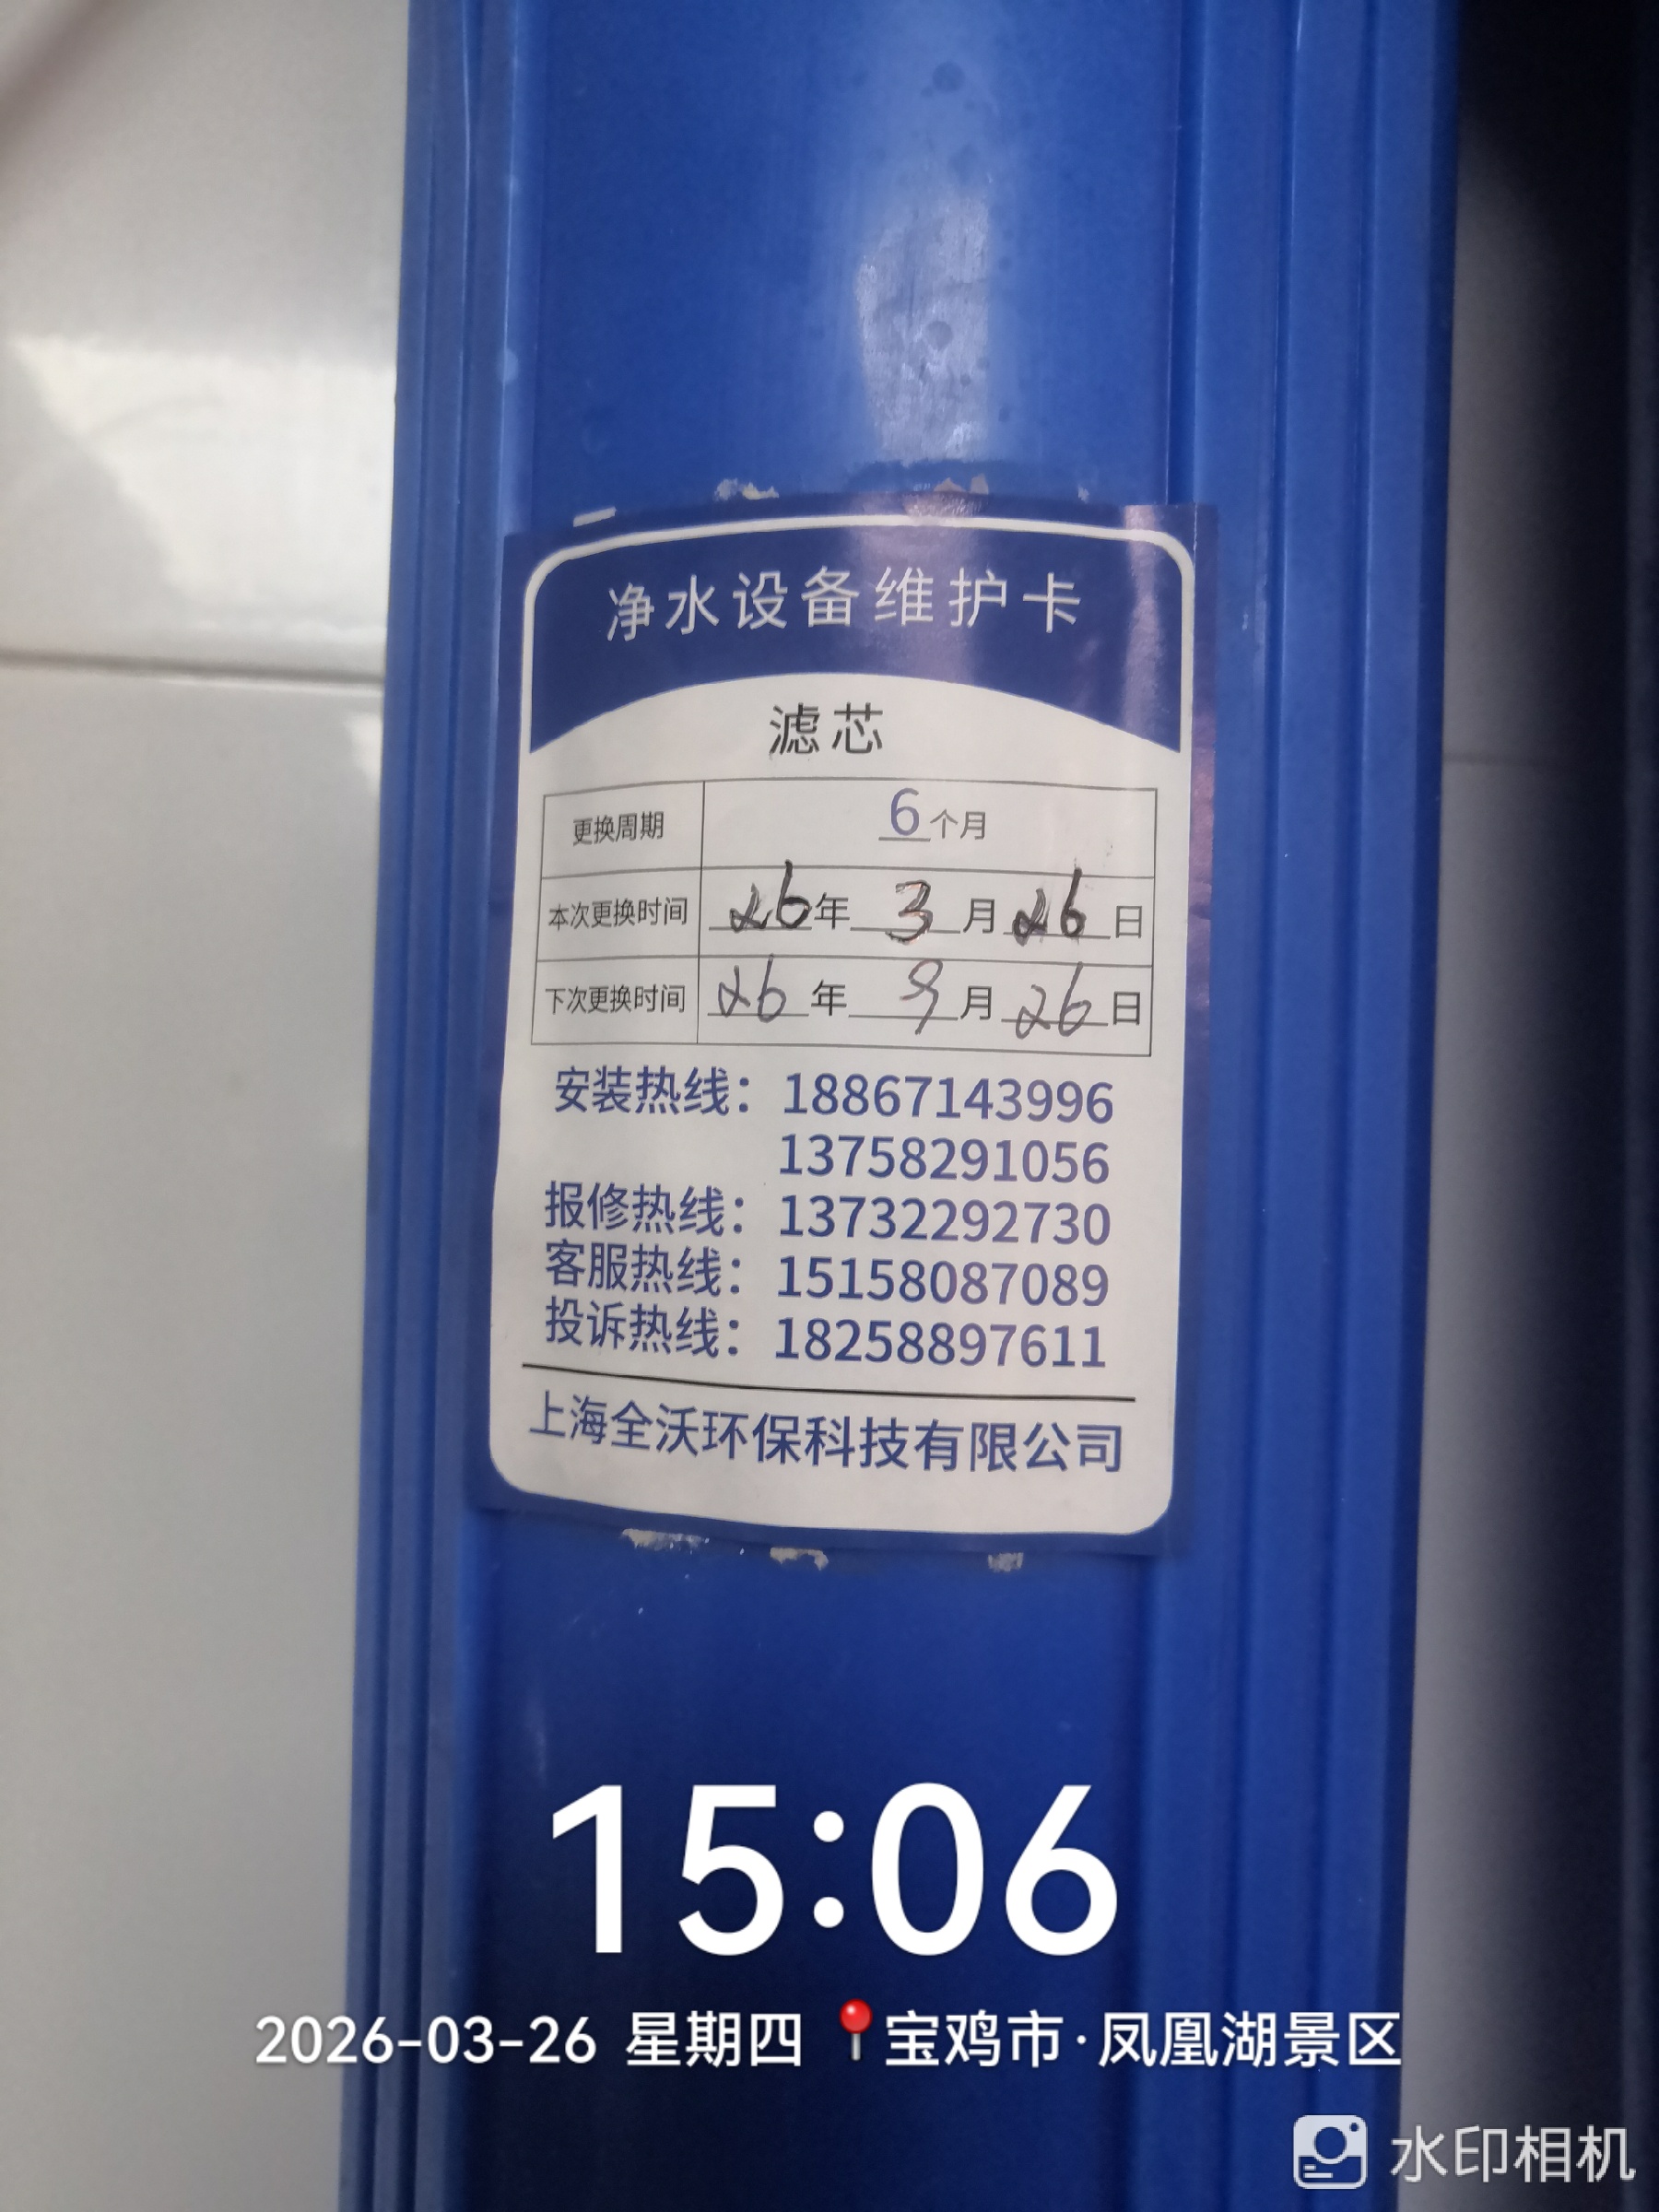 净水设备维护卡
滤芯
更换周期 6个月
本次更换时间 26年3月26日
下次更换时间 26年9月26日
安装热线：18867143996
13758291056
报修热线：13732292730
客服热线：15158087089
投诉热线：18258897611
上海全沃环保科技有限公司
15:06
2026-03-26 星期四 宝鸡市·凤凰湖景区
水印相机